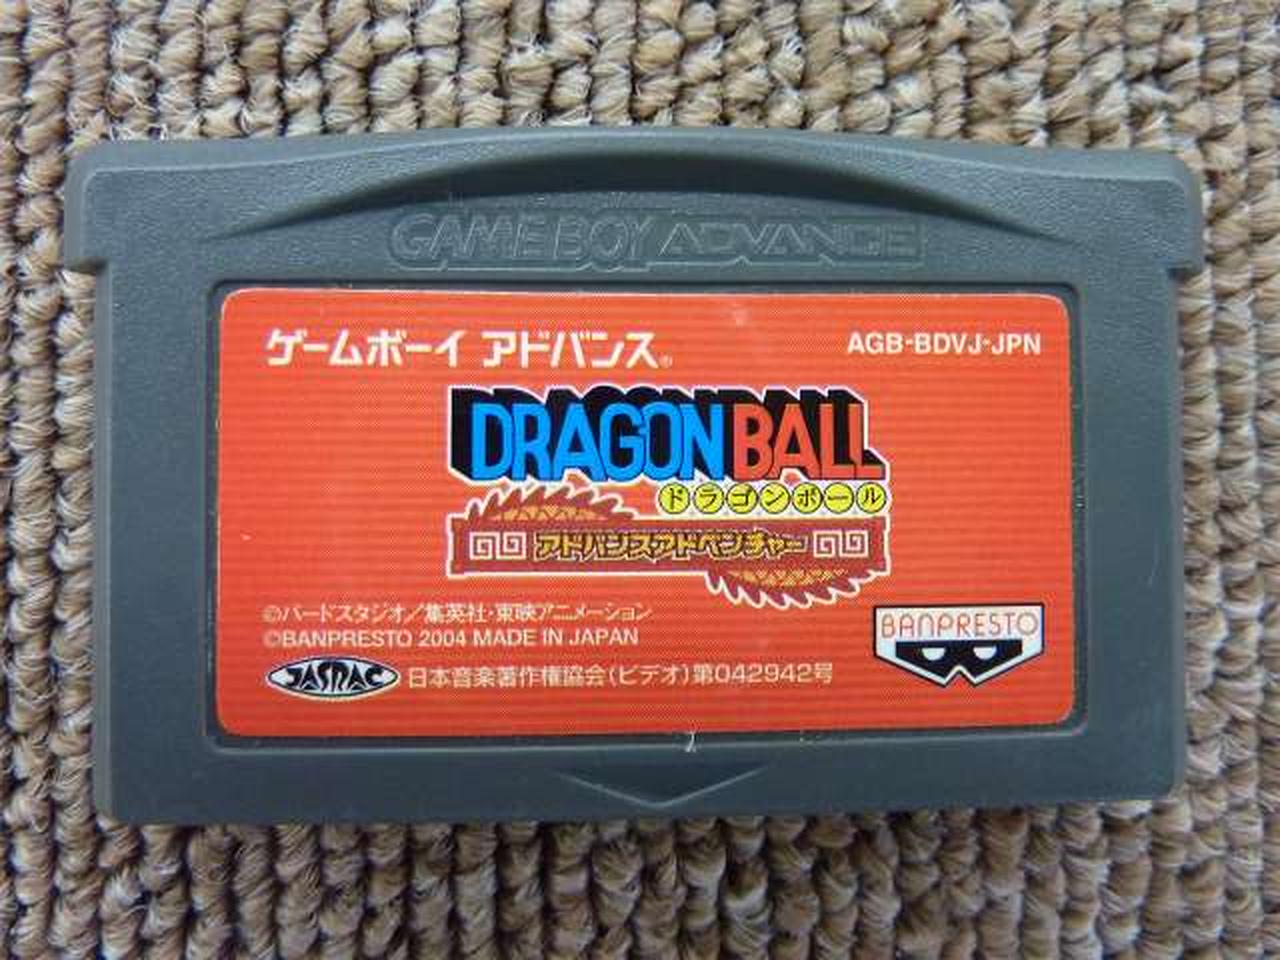 GAME BOY ADVANCE
ゲームボーイ アドバンス®
AGB-BDVJ-JPN
DRAGON BALL
ドラゴンボール
アドバンスアドベンチャー
©バードスタジオ/集英社・東映アニメーション
©BANPRESTO 2004 MADE IN JAPAN
BANPRESTO
JASRAC 日本音楽著作権協会(ビデオ)第042942号